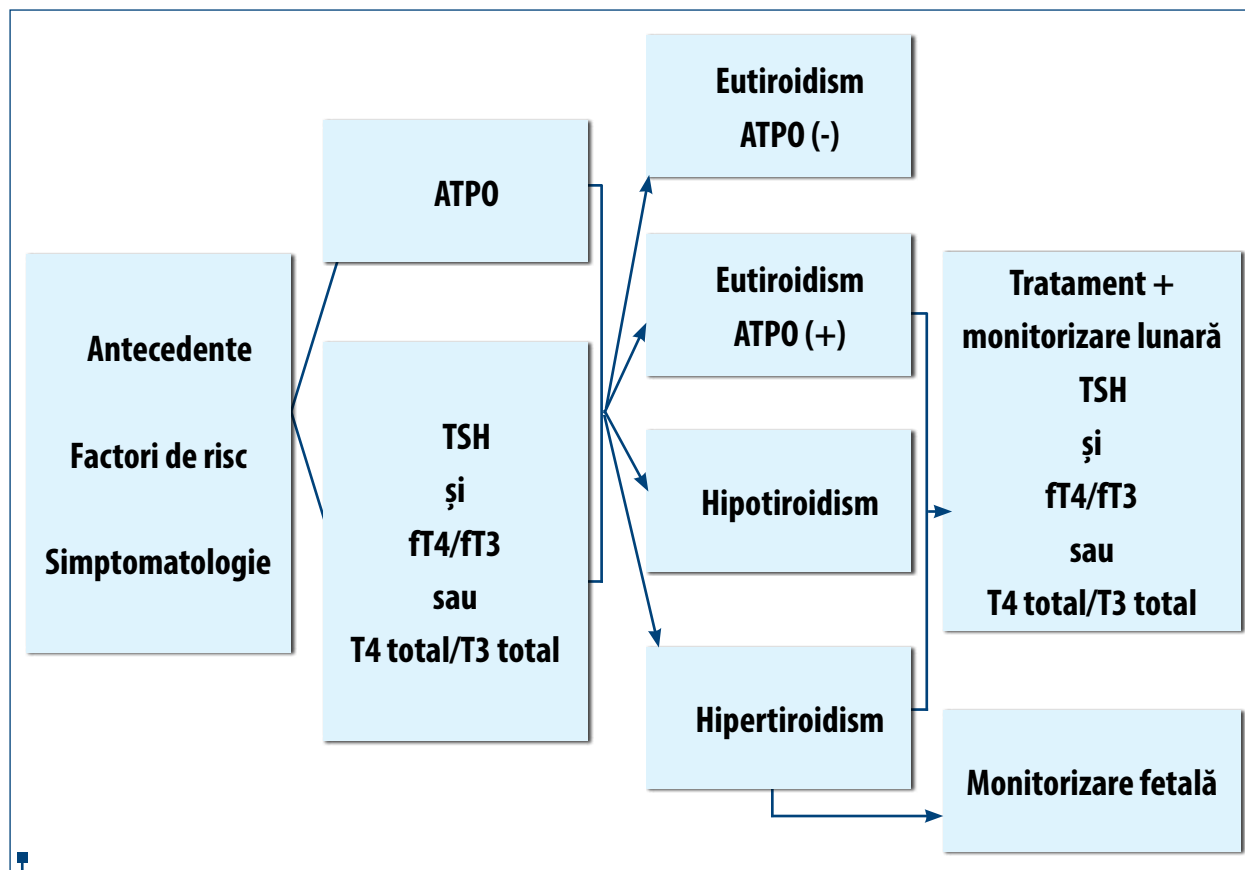 Antecedente
Factori de risc
Simptomatologie
ATPO
TSH
și
fT4/fT3
sau
T4 total/T3 total
Eutiroidism
ATPO (-)
Eutiroidism
ATPO (+)
Hipotiroidism
Hipertiroidism
Tratament +
monitorizare lunară
TSH
și
fT4/fT3
sau
T4 total/T3 total
Monitorizare fetală